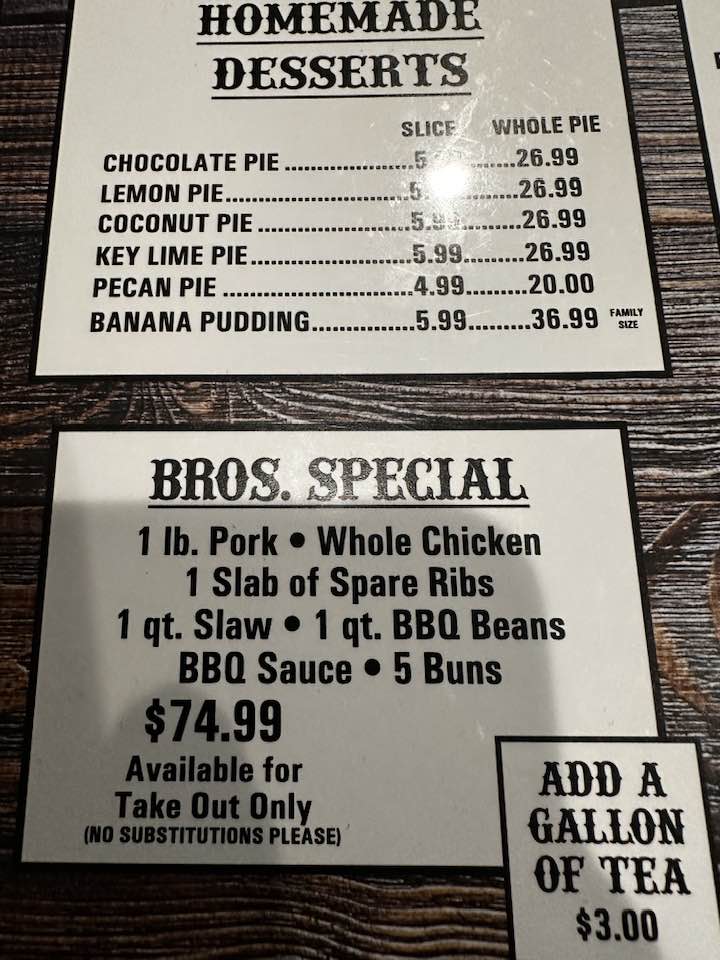 HOMEMADE
DESSERTS
SLICE WHOLE PIE
CHOCOLATE PIE ..................5. .........26.99
LEMON PIE.........................5. .........26.99
COCONUT PIE .....................5.99.........26.99
KEY LIME PIE......................5.99.........26.99
PECAN PIE ..........................4.99.........20.00
BANANA PUDDING..............5.99.........36.99 FAMILY SIZE
BROS. SPECIAL
1 lb. Pork • Whole Chicken
1 Slab of Spare Ribs
1 qt. Slaw • 1 qt. BBQ Beans
BBQ Sauce • 5 Buns
$74.99
Available for
Take Out Only
(NO SUBSTITUTIONS PLEASE)
ADD A
GALLON
OF TEA
$3.00